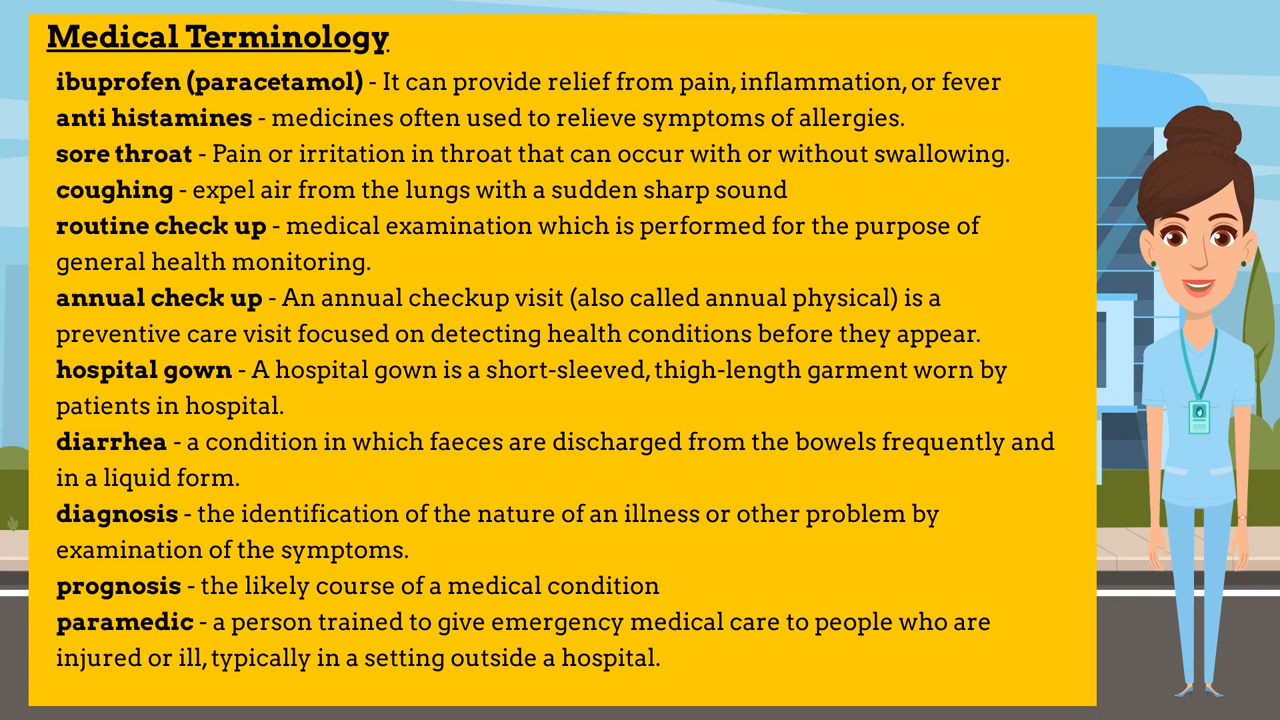 Medical Terminology
ibuprofen (paracetamol) - It can provide relief from pain, inflammation, or fever
anti histamines - medicines often used to relieve symptoms of allergies.
sore throat - Pain or irritation in throat that can occur with or without swallowing.
coughing - expel air from the lungs with a sudden sharp sound
routine check up - medical examination which is performed for the purpose of
general health monitoring.
annual check up - An annual checkup visit (also called annual physical) is a
preventive care visit focused on detecting health conditions before they appear.
hospital gown - A hospital gown is a short-sleeved, thigh-length garment worn by
patients in hospital.
diarrhea - a condition in which faeces are discharged from the bowels frequently and
in a liquid form.
diagnosis - the identification of the nature of an illness or other problem by
examination of the symptoms.
prognosis - the likely course of a medical condition
paramedic - a person trained to give emergency medical care to people who are
injured or ill, typically in a setting outside a hospital.